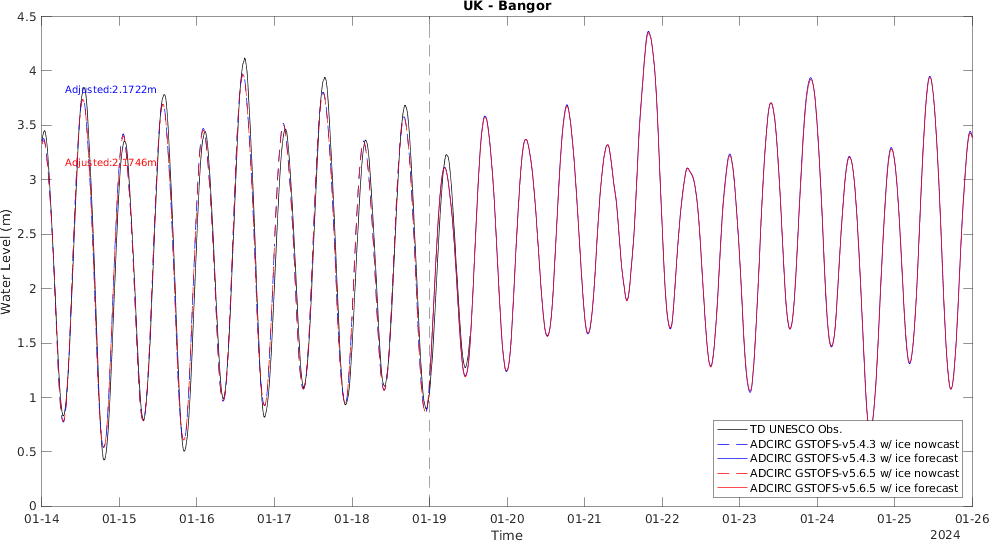 UK - Bangor
Water Level (m)
4.5
4
3.5
3
2.5
2
1.5
1
0.5
0
Adjusted:2.1722m
Adjusted:2.1746m
TD UNESCO Obs.
ADCIRC GSTOFS-v5.4.3 w/ ice nowcast
ADCIRC GSTOFS-v5.4.3 w/ ice forecast
ADCIRC GSTOFS-v5.6.5 w/ ice nowcast
ADCIRC GSTOFS-v5.6.5 w/ ice forecast
01-14 01-15 01-16 01-17 01-18 01-19 01-20 01-21 01-22 01-23 01-24 01-25 01-26
Time
2024